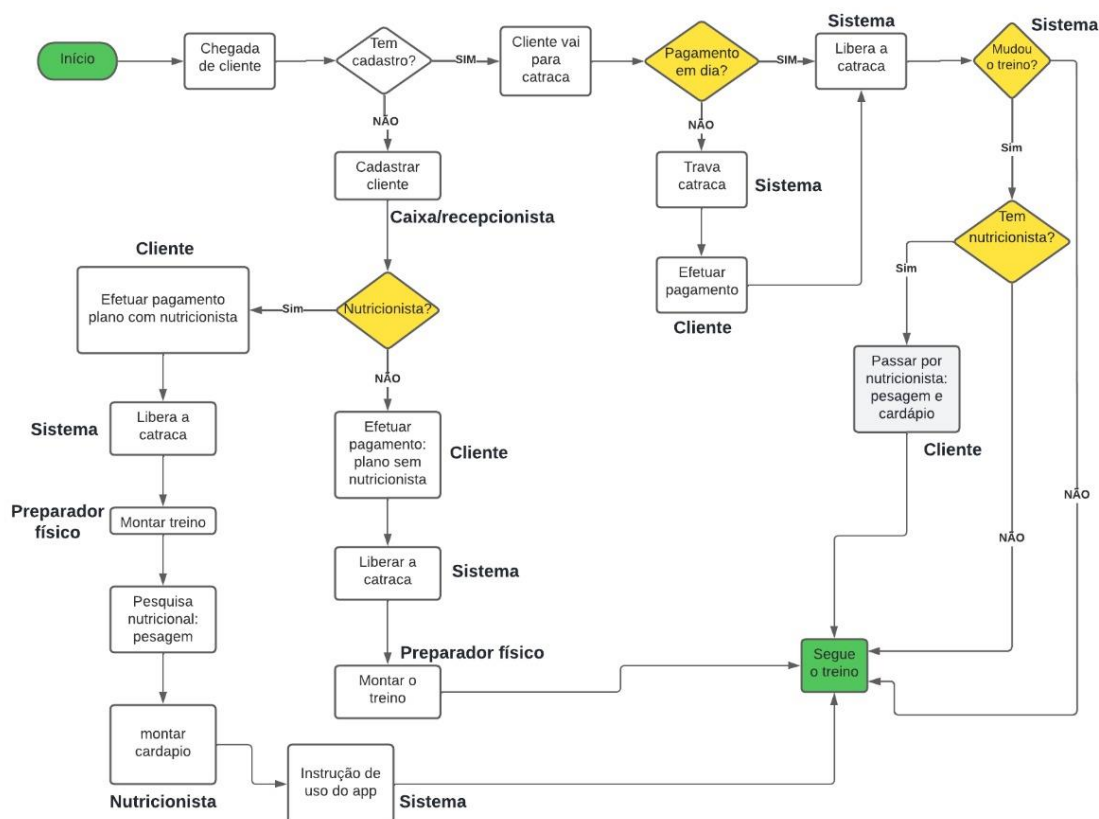 Início
Chegada
de cliente
Tem
cadastro?
SIM
Cliente vai
para
catraca
Pagamento
em dia?
SIM
Sistema
Libera a
catraca
Sistema
Mudou
o treino?
NÃO
Cadastrar
cliente
Caixa/recepcionista
NÃO
Trava
catraca
Sistema
Efetuar
pagamento
Cliente
Sim
Tem
nutricionista?
Sim
Passar por
nutricionista:
pesagem e
cardápio
Cliente
NÃO
NÃO
Cliente
Efetuar pagamento
plano com nutricionista
Sim
Nutricionista?
NÃO
Sistema
Libera a
catraca
Efetuar
pagamento:
plano sem
nutricionista
Cliente
Preparador
físico
Montar treino
Liberar a
catraca
Sistema
Pesquisa
nutricional:
pesagem
Preparador físico
Montar o
treino
Segue
o treino
montar
cardapio
Nutricionista
Instrução de
uso do app
Sistema